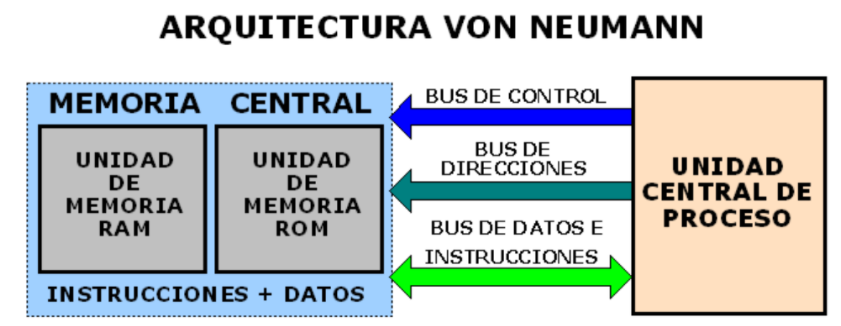 ARQUITECTURA VON NEUMANN
MEMORIA CENTRAL
UNIDAD
DE
MEMORIA
RAM
UNIDAD
DE
MEMORIA
ROM
INSTRUCCIONES + DATOS
BUS DE CONTROL
BUS DE
DIRECCIONES
BUS DE DATOS E
INSTRUCCIONES
UNIDAD
CENTRAL DE
PROCESO